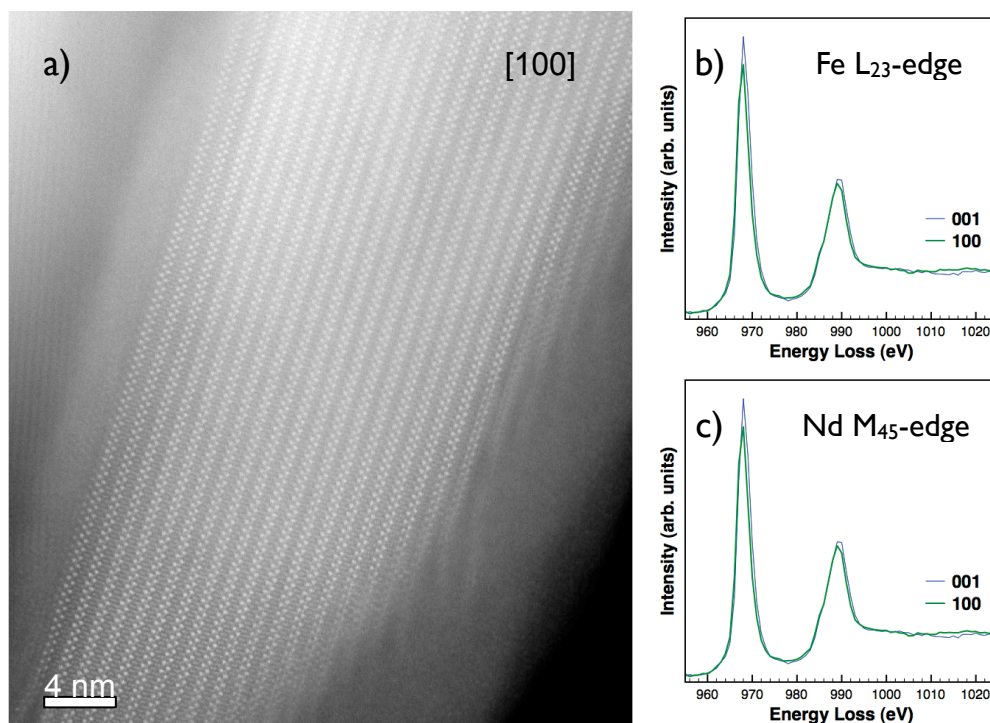 a)
[100]
4 nm
b)
Fe L23-edge
Intensity (arb. units)
001
100
960 970 980 990 1000 1010 1020
Energy Loss (eV)
c)
Nd M45-edge
Intensity (arb. units)
001
100
960 970 980 990 1000 1010 1020
Energy Loss (eV)